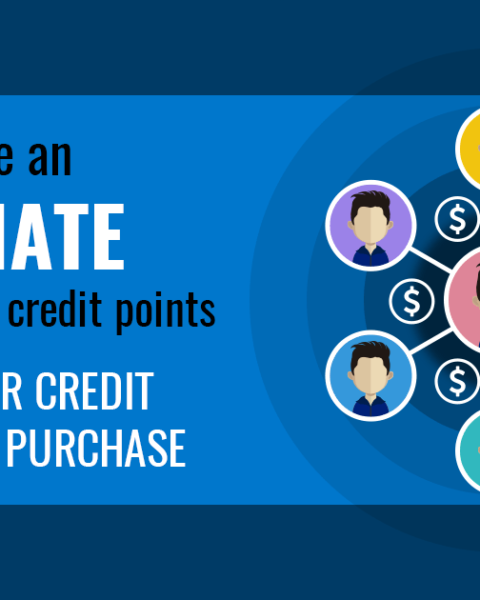 e an
IATE
credit points
R CREDIT
PURCHASE
$
$
$